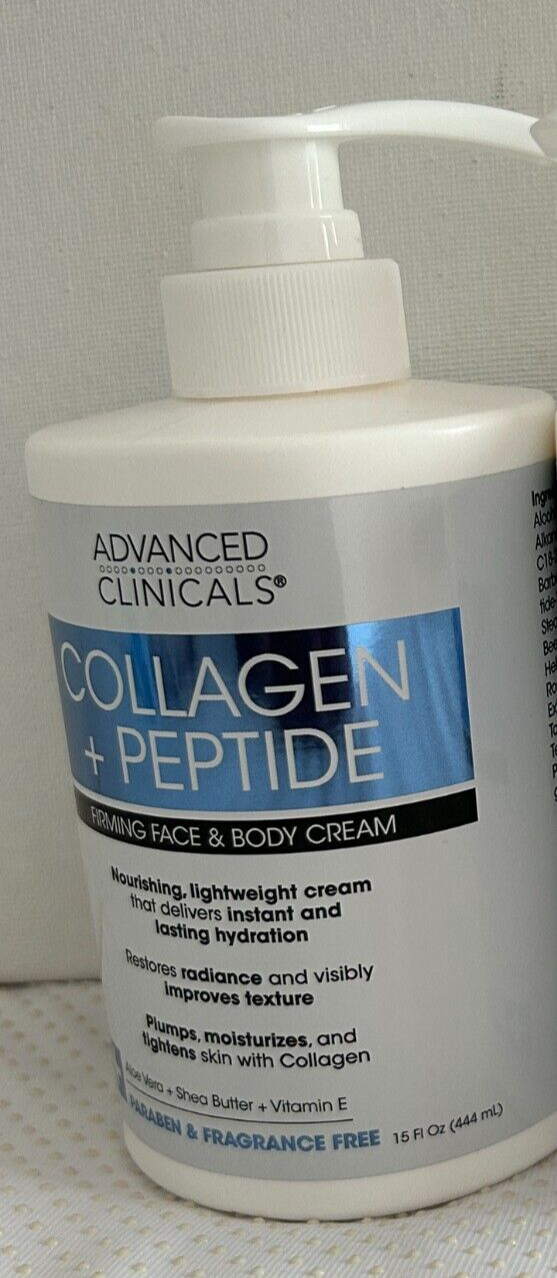 ADVANCED
CLINICALS®
COLLAGEN
+ PEPTIDE
FIRMING FACE & BODY CREAM
Nourishing, lightweight cream
that delivers instant and
lasting hydration
Restores radiance and visibly
improves texture
Plumps, moisturizes, and
tightens skin with Collagen
Aloe Vera + Shea Butter + Vitamin E
PARABEN & FRAGRANCE FREE 15 Fl Oz (444 mL)